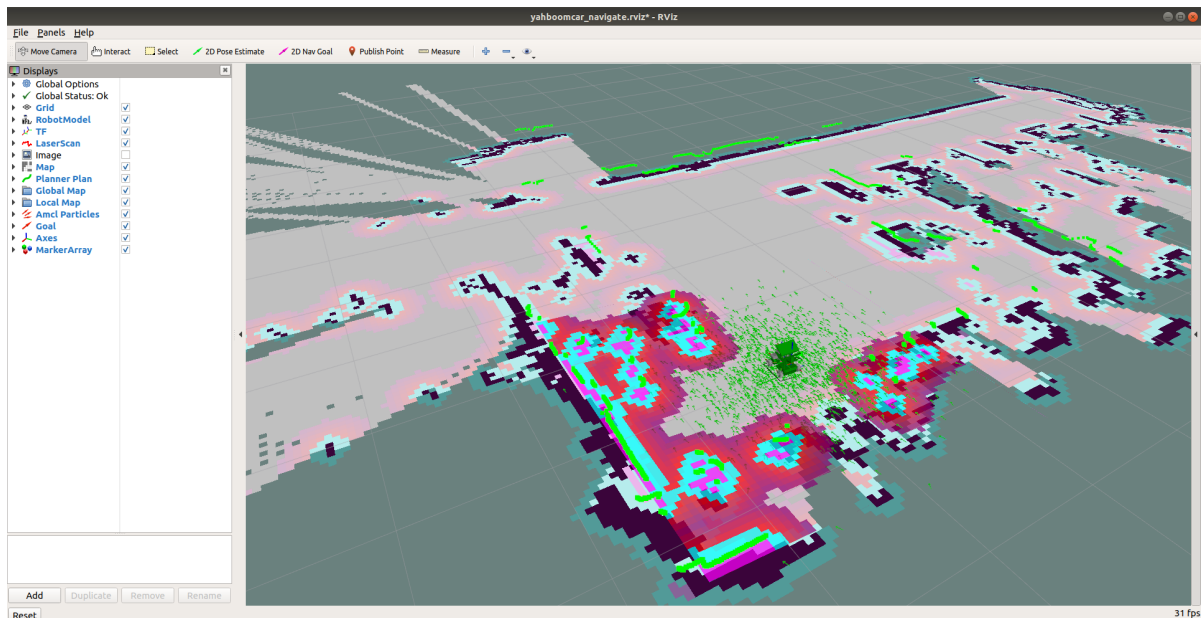 yahboomcar_navigate.rviz* - RViz
File Panels Help
Move Camera Interact Select 2D Pose Estimate 2D Nav Goal Publish Point Measure
Displays
Global Options
Global Status: Ok
Grid
RobotModel
TF
LaserScan
Image
Map
Planner Plan
Global Map
Local Map
Amcl Particles
Goal
Axes
MarkerArray
Add Duplicate Remove Rename
Reset
31 fps